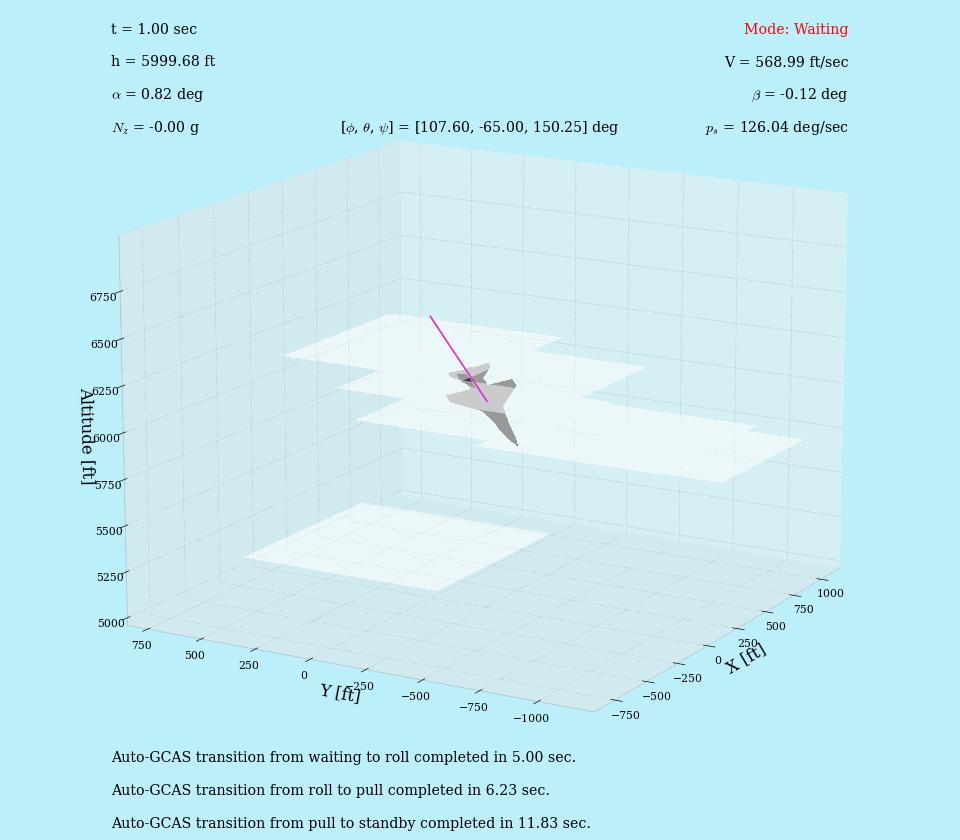 t = 1.00 sec
Mode: Waiting
h = 5999.68 ft
V = 568.99 ft/sec
α = 0.82 deg
β = -0.12 deg
N_z = -0.00 g
[ϕ, θ, ψ] = [107.60, -65.00, 150.25] deg
p_s = 126.04 deg/sec
6750
6500
6250
6000
5750
5500
5250
5000
Altitude [ft]
750
500
250
0
−250
−500
−750
−1000
Y [ft]
1000
750
500
250
0
−250
−500
−750
X [ft]
Auto-GCAS transition from waiting to roll completed in 5.00 sec.
Auto-GCAS transition from roll to pull completed in 6.23 sec.
Auto-GCAS transition from pull to standby completed in 11.83 sec.